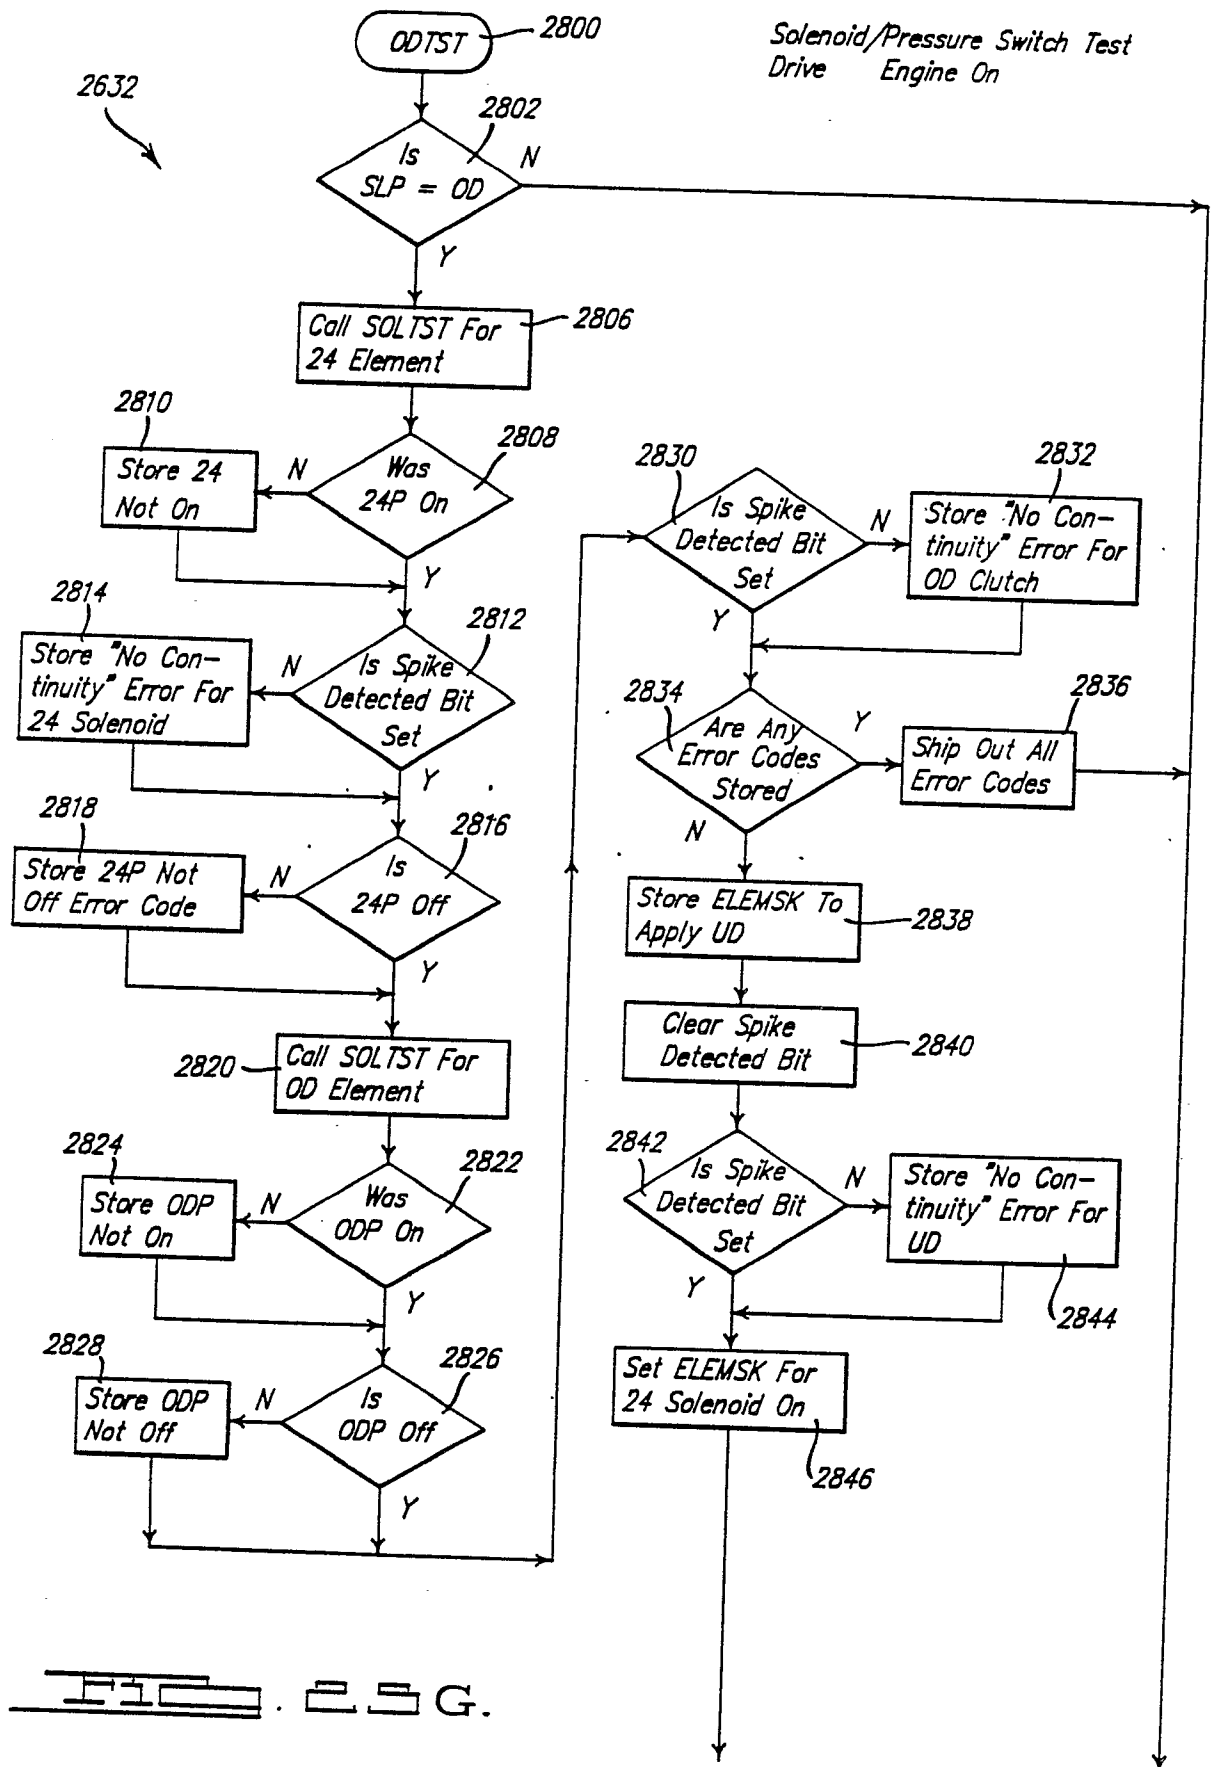 ODTST
2800
Solenoid/Pressure Switch Test
Drive Engine On
2632
2802
Is
SLP = OD
N
Y
Call SOLTST For
24 Element
2806
2810
Store 24
Not On
N
2808
Was
24P On
Y
2814
Store "No Con-
tinuity" Error For
24 Solenoid
N
2812
Is Spike
Detected Bit
Set
Y
2818
Store 24P Not
Off Error Code
N
2816
Is
24P Off
Y
2820
Call SOLTST For
OD Element
2824
Store ODP
Not On
N
2822
Was
ODP On
Y
2828
Store ODP
Not Off
N
2826
Is
ODP Off
Y
2830
Is Spike
Detected Bit
Set
N
Y
2832
Store "No Con-
tinuity" Error For
OD Clutch
2834
Are Any
Error Codes
Stored
Y
N
2836
Ship Out All
Error Codes
Store ELEMSK To
Apply UD
2838
Clear Spike
Detected Bit
2840
2842
Is Spike
Detected Bit
Set
N
Y
Store "No Con-
tinuity" Error For
UD
2844
Set ELEMSK For
24 Solenoid On
2846
FIG. 25G.